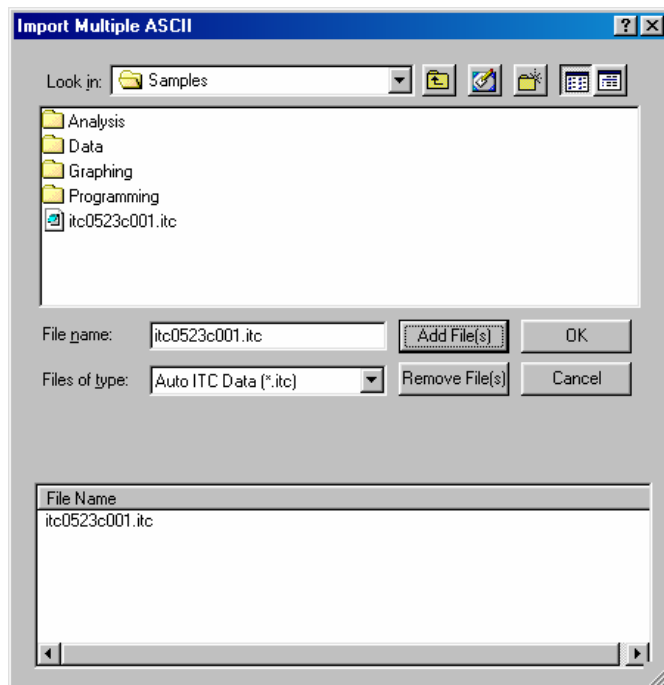 Import Multiple ASCII
Look in: Samples
Analysis
Data
Graphing
Programming
itc0523c001.itc
File name: itc0523c001.itc Add File(s) OK
Files of type: Auto ITC Data (*.itc) Remove File(s) Cancel
File Name
itc0523c001.itc